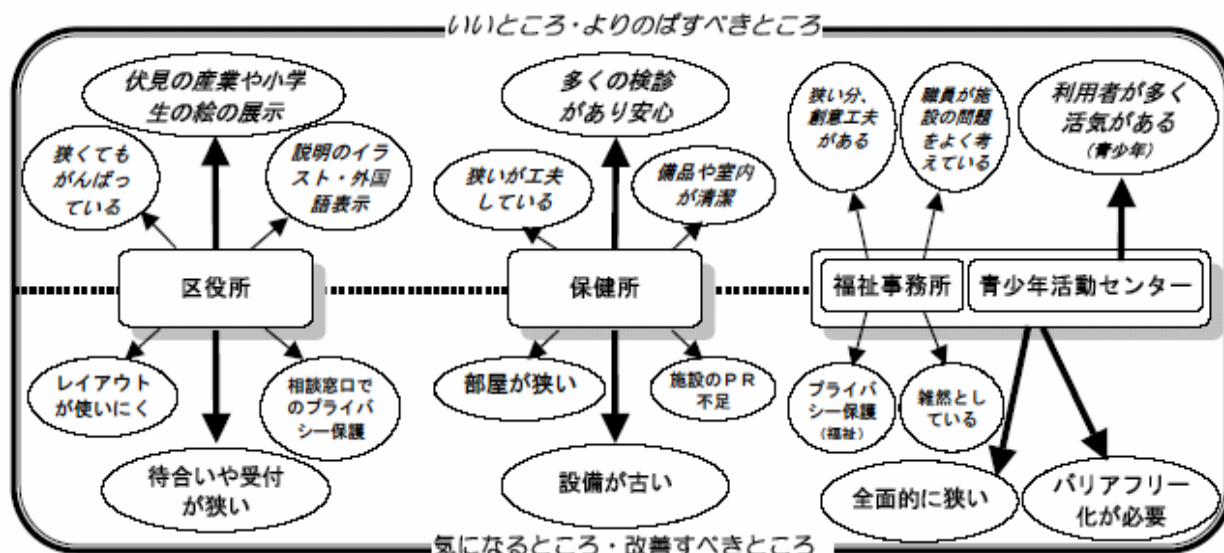 いいところ・よりのばすべきところ
伏見の産業や小学
生の絵の展示
狭くても
がんばっ
ている
説明のイラ
スト・外国
語表示
多くの検診
があり安心
狭いが工夫
している
備品や室内
が清潔
狭い分、
創意工夫
がある
職員が施
設の問題
をよく考
えている
利用者が多く
活気がある
(青少年)
区役所
保健所
福祉事務所
青少年活動センター
レイアウト
が使いにく
相談窓口で
のプライバ
シー保護
待合いや受付
が狭い
部屋が狭い
施設のPR
不足
設備が古い
プライバ
シー保護
(福祉)
雑然とし
ている
全面的に狭い
バリアフリー
化が必要
気になるところ・改善すべきところ